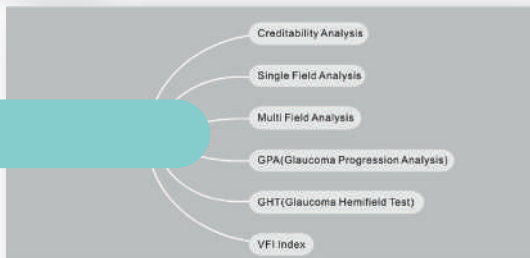 Creditability Analysis
Single Field Analysis
Multi Field Analysis
GPA(Glaucoma Progression Analysis)
GHT(Glaucoma Hemifield Test)
VFI Index